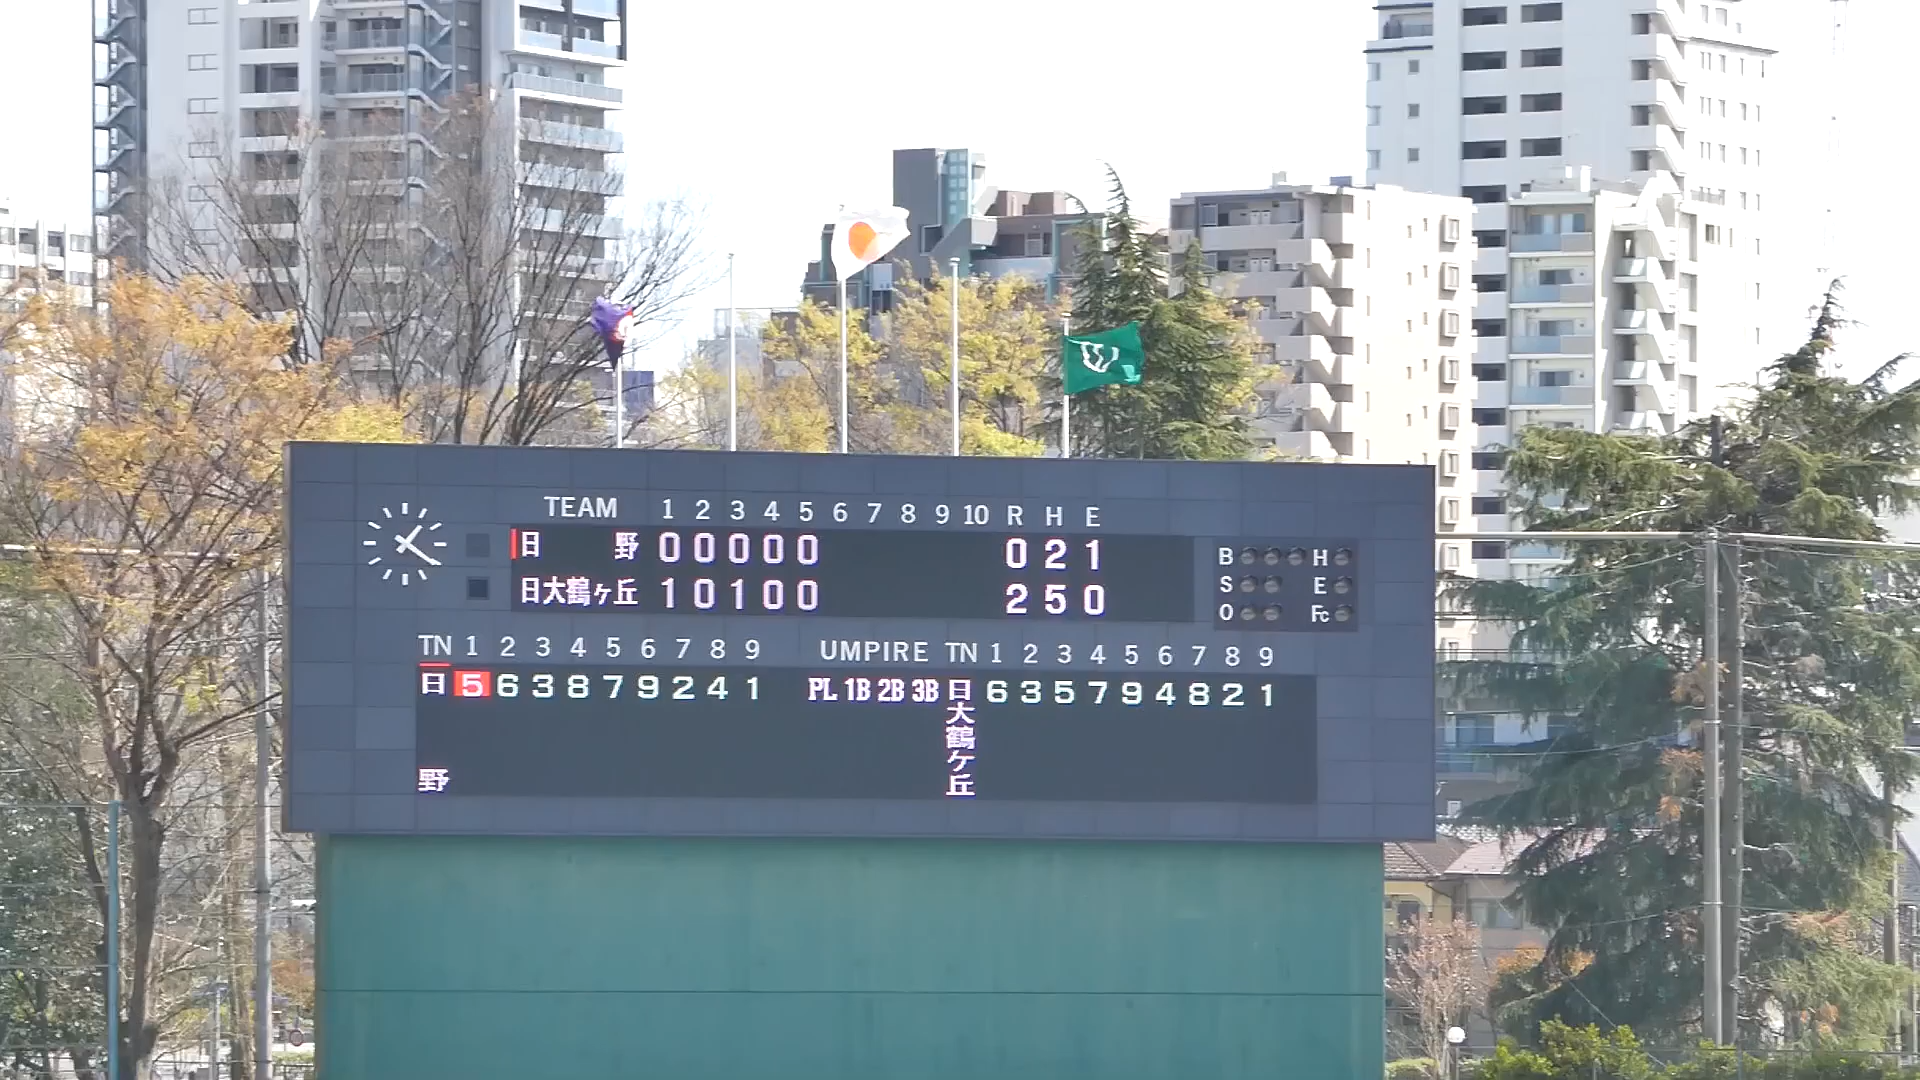 TEAM 1 2 3 4 5 6 7 8 9 10 R H E
日野 0 0 0 0 0 0 2 1
日大鶴ヶ丘 1 0 1 0 0 2 5 0
B H
S E
O Fc
TN 1 2 3 4 5 6 7 8 9 UMPIRE TN 1 2 3 4 5 6 7 8 9
日野 5 6 3 8 7 9 2 4 1 PL 1B 2B 3B 日大鶴ケ丘 6 3 5 7 9 4 8 2 1